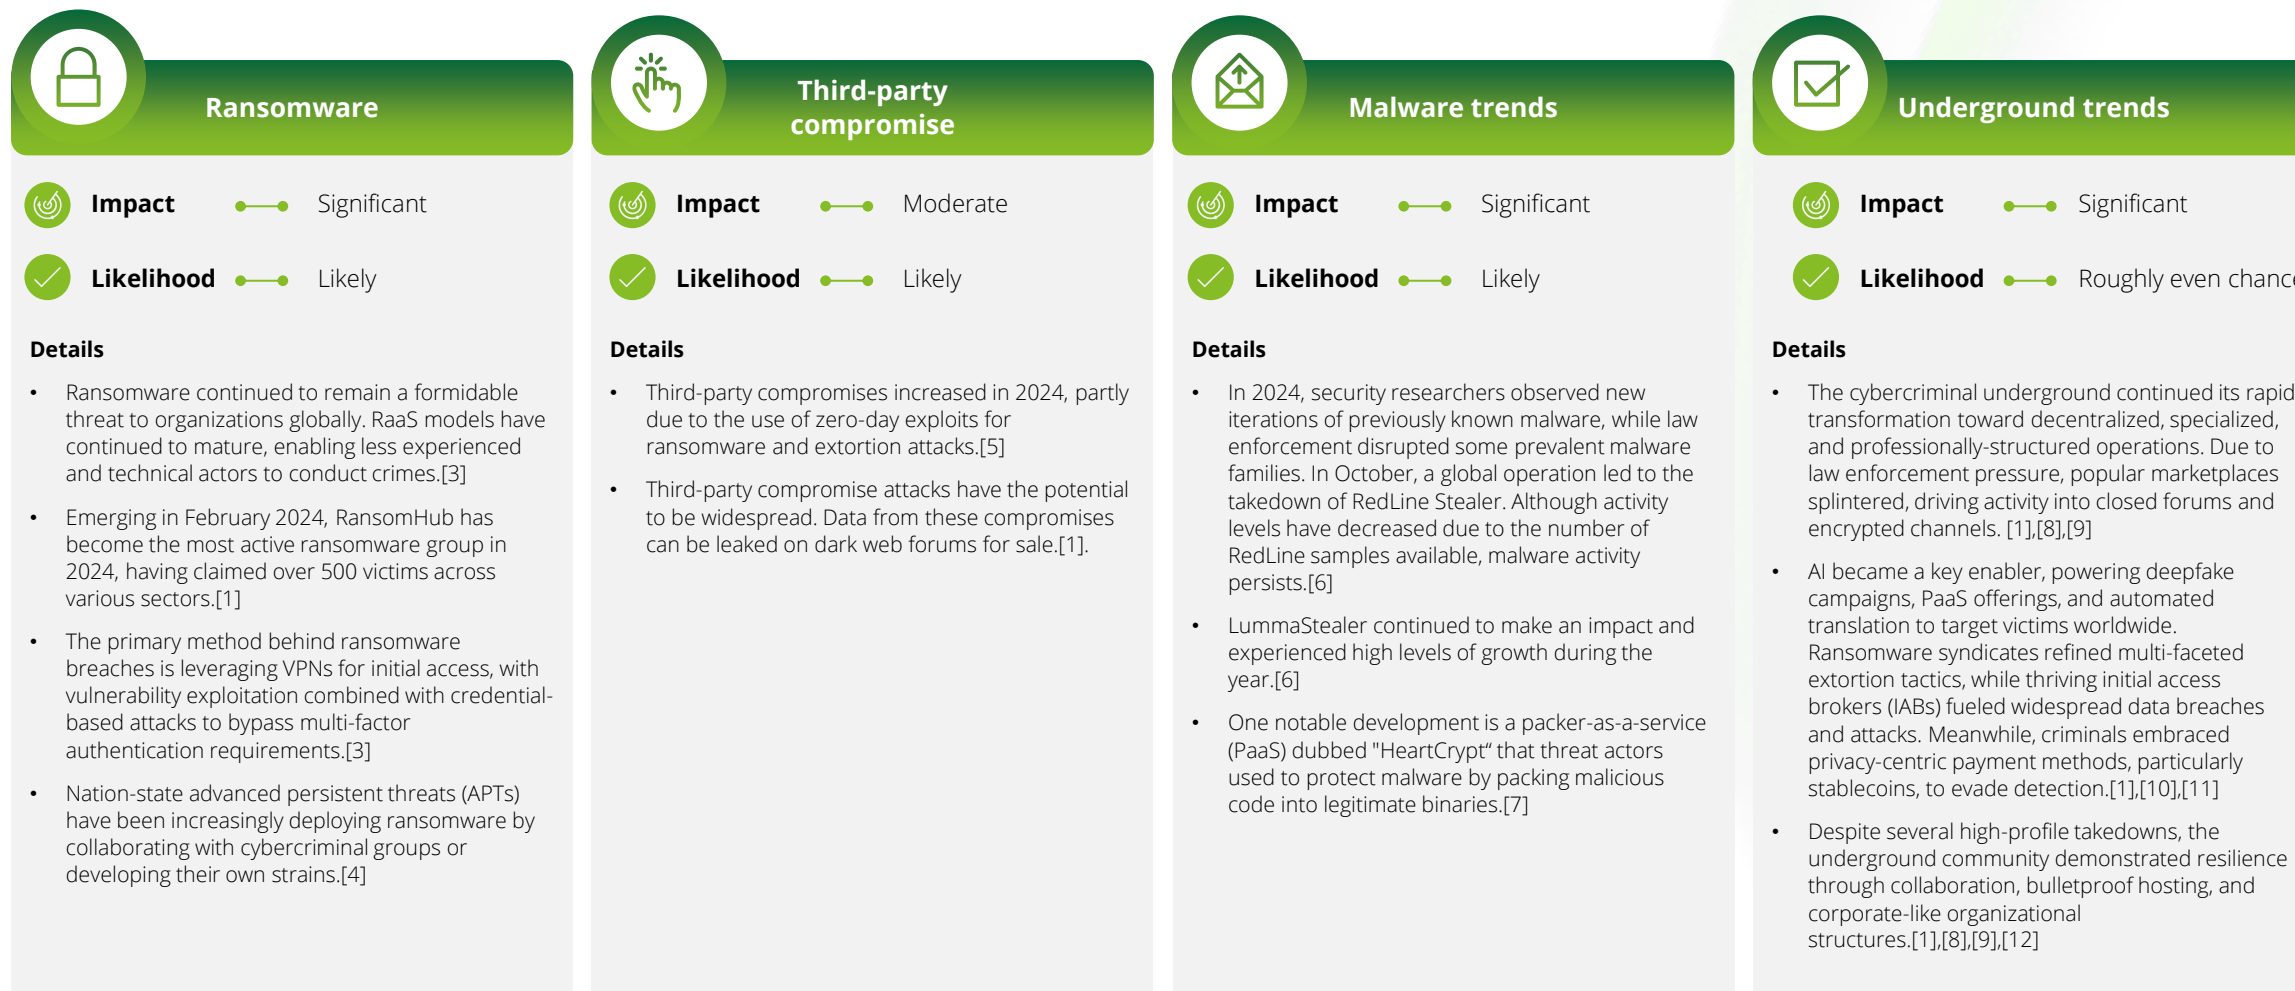 Ransomware
Impact
Significant
Likelihood
Likely
Details
• Ransomware continued to remain a formidable
threat to organizations globally. RaaS models have
continued to mature, enabling less experienced
and technical actors to conduct crimes.[3]
• Emerging in February 2024, RansomHub has
become the most active ransomware group in
2024, having claimed over 500 victims across
various sectors.[1]
• The primary method behind ransomware
breaches is leveraging VPNs for initial access, with
vulnerability exploitation combined with credential-
based attacks to bypass multi-factor
authentication requirements.[3]
• Nation-state advanced persistent threats (APTs)
have been increasingly deploying ransomware by
collaborating with cybercriminal groups or
developing their own strains.[4]
Third-party
compromise
Impact
Moderate
Likelihood
Likely
Details
• Third-party compromises increased in 2024, partly
due to the use of zero-day exploits for
ransomware and extortion attacks.[5]
• Third-party compromise attacks have the potential
to be widespread. Data from these compromises
can be leaked on dark web forums for sale.[1].
Malware trends
Impact
Significant
Likelihood
Likely
Details
• In 2024, security researchers observed new
iterations of previously known malware, while law
enforcement disrupted some prevalent malware
families. In October, a global operation led to the
takedown of RedLine Stealer. Although activity
levels have decreased due to the number of
RedLine samples available, malware activity
persists.[6]
• LummaStealer continued to make an impact and
experienced high levels of growth during the
year.[6]
• One notable development is a packer-as-a-service
(PaaS) dubbed "HeartCrypt“ that threat actors
used to protect malware by packing malicious
code into legitimate binaries.[7]
Underground trends
Impact
Significant
Likelihood
Roughly even chance
Details
• The cybercriminal underground continued its rapid
transformation toward decentralized, specialized,
and professionally-structured operations. Due to
law enforcement pressure, popular marketplaces
splintered, driving activity into closed forums and
encrypted channels. [1],[8],[9]
• AI became a key enabler, powering deepfake
campaigns, PaaS offerings, and automated
translation to target victims worldwide.
Ransomware syndicates refined multi-faceted
extortion tactics, while thriving initial access
brokers (IABs) fueled widespread data breaches
and attacks. Meanwhile, criminals embraced
privacy-centric payment methods, particularly
stablecoins, to evade detection.[1],[10],[11]
• Despite several high-profile takedowns, the
underground community demonstrated resilience
through collaboration, bulletproof hosting, and
corporate-like organizational
structures.[1],[8],[9],[12]